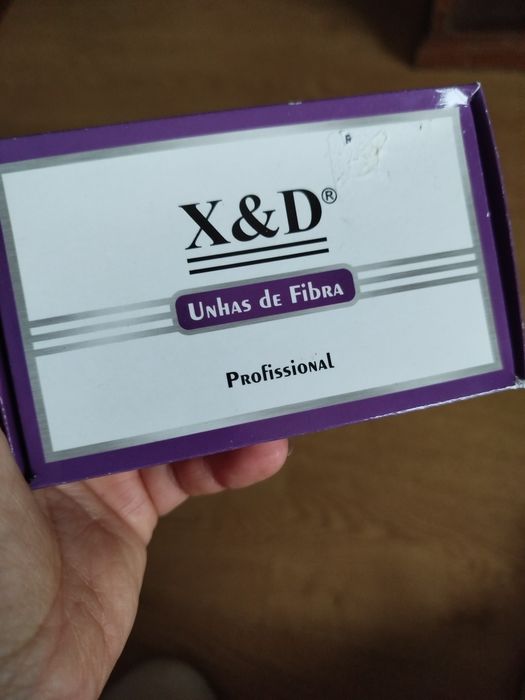 X&D®
Unhas de Fibra
Profissional